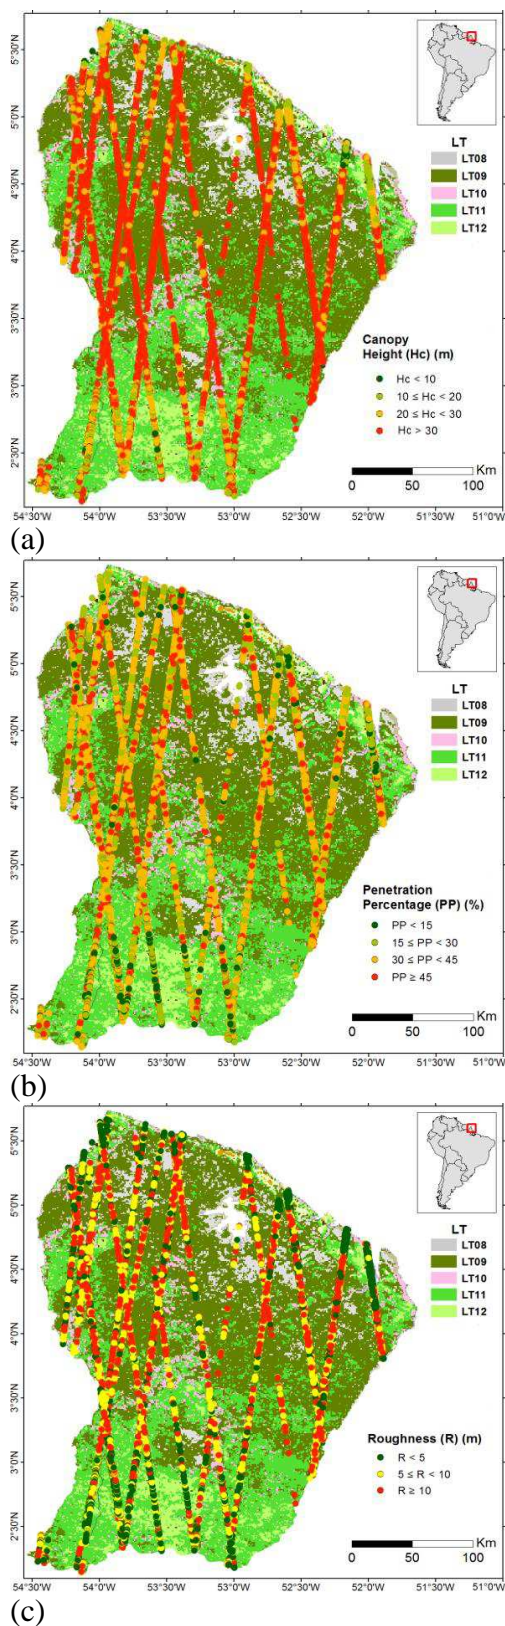 5°30'N
5°0'N
4°30'N
4°0'N
3°30'N
3°0'N
2°30'N
LT
LT08
LT09
LT10
LT11
LT12
Canopy
Height (Hc) (m)
Hc < 10
10 ≤ Hc < 20
20 ≤ Hc < 30
Hc > 30
Km
0 50 100
54°30'W 54°0'W 53°30'W 53°0'W 52°30'W 52°0'W 51°30'W 51°0'W
(a)
5°30'N
5°0'N
4°30'N
4°0'N
3°30'N
3°0'N
2°30'N
LT
LT08
LT09
LT10
LT11
LT12
Penetration
Percentage (PP) (%)
PP < 15
15 ≤ PP < 30
30 ≤ PP < 45
PP ≥ 45
Km
0 50 100
54°30'W 54°0'W 53°30'W 53°0'W 52°30'W 52°0'W 51°30'W 51°0'W
(b)
5°30'N
5°0'N
4°30'N
4°0'N
3°30'N
3°0'N
2°30'N
LT
LT08
LT09
LT10
LT11
LT12
Roughness (R) (m)
R < 5
5 ≤ R < 10
R ≥ 10
Km
0 50 100
54°30'W 54°0'W 53°30'W 53°0'W 52°30'W 52°0'W 51°30'W 51°0'W
(c)